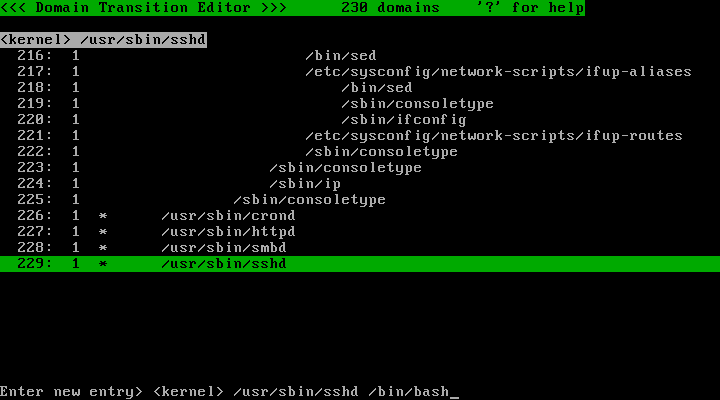 <<< Domain Transition Editor >>>      230 domains    '?' for help
<kernel> /usr/sbin/sshd
216:  1                         /bin/sed
217:  1                         /etc/sysconfig/network-scripts/ifup-aliases
218:  1                             /bin/sed
219:  1                             /sbin/consoletype
220:  1                             /sbin/ifconfig
221:  1                         /etc/sysconfig/network-scripts/ifup-routes
222:  1                         /sbin/consoletype
223:  1                     /sbin/consoletype
224:  1                     /sbin/ip
225:  1                 /sbin/consoletype
226:  1  *      /usr/sbin/crond
227:  1  *      /usr/sbin/httpd
228:  1  *      /usr/sbin/smbd
229:  1  *      /usr/sbin/sshd
Enter new entry> <kernel> /usr/sbin/sshd /bin/bash_